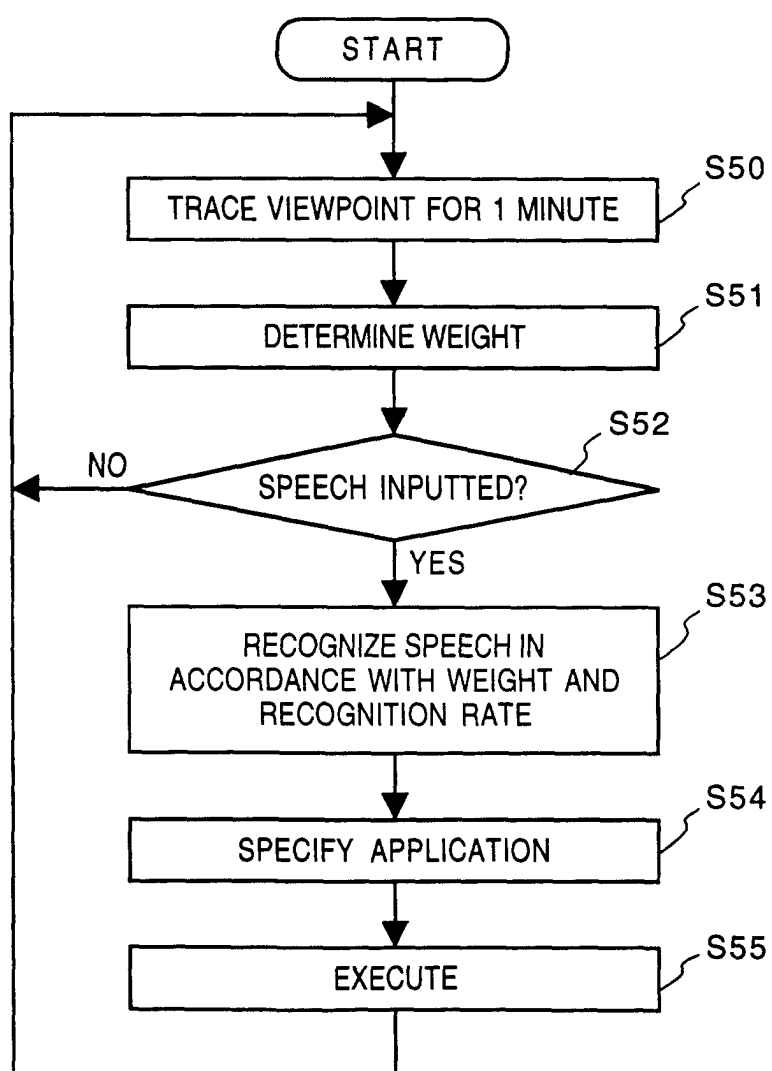 START
S50
TRACE VIEWPOINT FOR 1 MINUTE
S51
DETERMINE WEIGHT
S52
NO
SPEECH INPUTTED?
YES
S53
RECOGNIZE SPEECH IN
ACCORDANCE WITH WEIGHT AND
RECOGNITION RATE
S54
SPECIFY APPLICATION
S55
EXECUTE